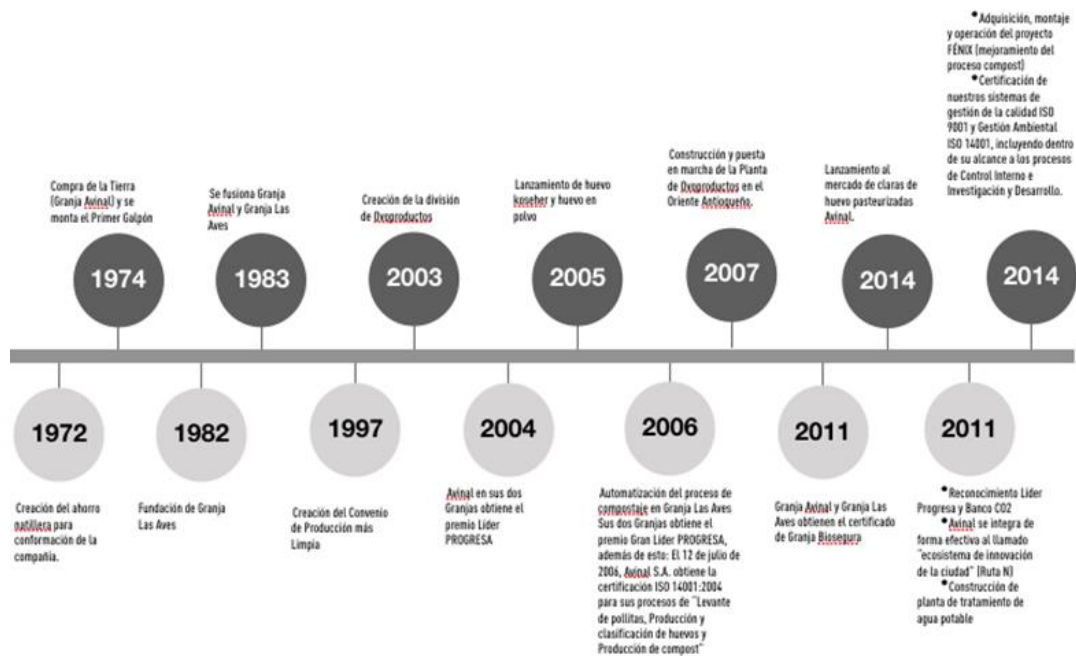 1974
Compra de la Tierra
(Granja Avinal) y se
monta el Primer Galpón
1983
Se fusiona Granja
Avinal y Granja Las
Aves
2003
Creación de la división
de Ovoproductos
2005
Lanzamiento de huevo
koseher y huevo en
polvo
2007
Construcción y puesta
en marcha de la Planta
de Ovoproductos en el
Oriente Antioqueño.
2014
Lanzamiento al
mercado de claras de
huevo pasteurizadas
Avinal.
2014
*Adquisición, montaje
y operación del proyecto
FÉNIX (mejoramiento del
proceso compost)
*Certificación de
nuestros sistemas de
gestión de la calidad ISO
9001 y Gestión Ambiental
ISO 14001, incluyendo dentro
de su alcance a los procesos
de Control Interno e
Investigación y Desarrollo.
1972
Creación del ahorro
natillera para
conformación de la
compañía.
1982
Fundación de Granja
Las Aves
1997
Creación del Convenio
de Producción más
Limpia
2004
Avinal en sus dos
Granjas obtiene el
premio Líder
PROGRESA
2006
Automatización del proceso de
compostaje en Granja Las Aves
Sus dos Granjas obtiene el
premio Gran Líder PROGRESA,
además de esto: El 12 de julio de
2006, Avinal S.A. obtiene la
certificación ISO 14001:2004
para sus procesos de "Levante
de pollitas, Producción y
clasificación de huevos y
Producción de compost"
2011
Granja Avinal y Granja Las
Aves obtienen el certificado
de Granja Biosegura
2011
*Reconocimiento Líder
Progresa y Banco CO2
*Avinal se integra de
forma efectiva al llamado
"ecosistema de innovación
de la ciudad" (Ruta N)
*Construcción de
planta de tratamiento de
agua potable